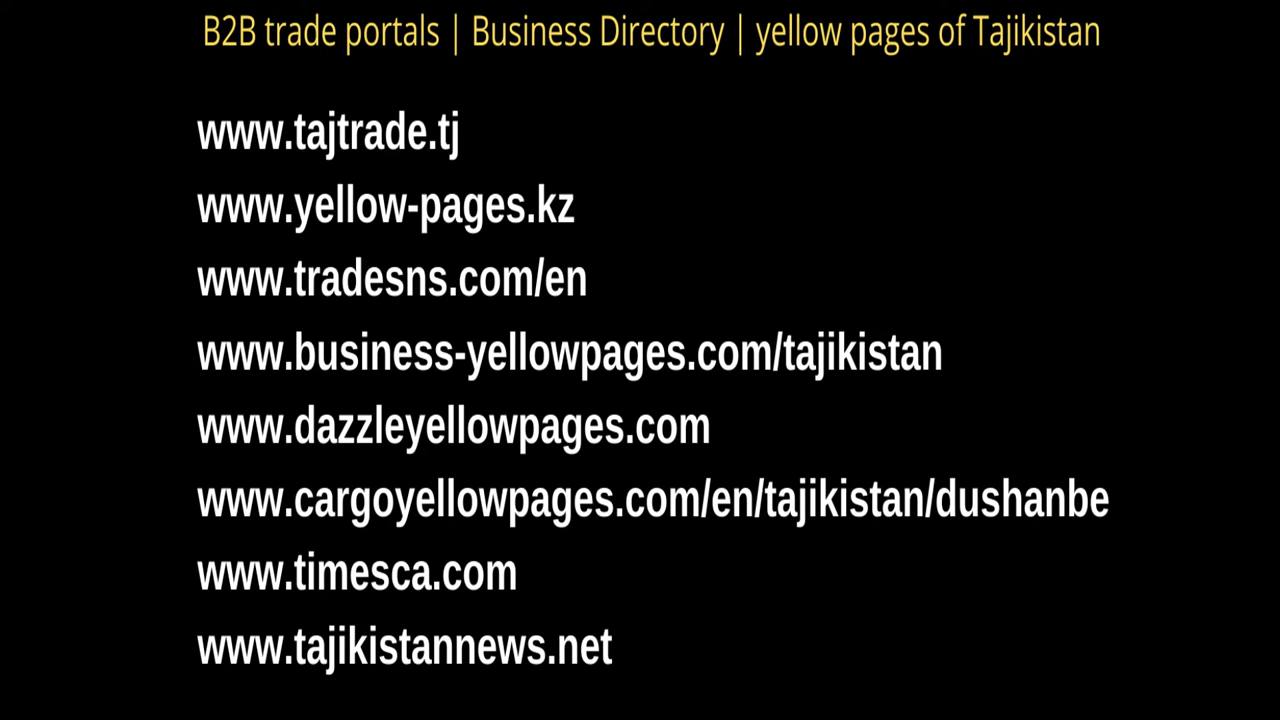 B2B trade portals | Business Directory | yellow pages of Tajikistan
www.tajtrade.tj
www.yellow-pages.kz
www.tradesns.com/en
www.business-yellowpages.com/tajikistan
www.dazzleyellowpages.com
www.cargoyellowpages.com/en/tajikistan/dushanbe
www.timesca.com
www.tajikistannews.net